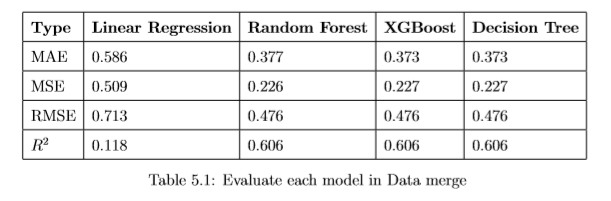 Type Linear Regression Random Forest XGBoost Decision Tree
MAE 0.586 0.377 0.373 0.373
MSE 0.509 0.226 0.227 0.227
RMSE 0.713 0.476 0.476 0.476
R² 0.118 0.606 0.606 0.606
Table 5.1: Evaluate each model in Data merge